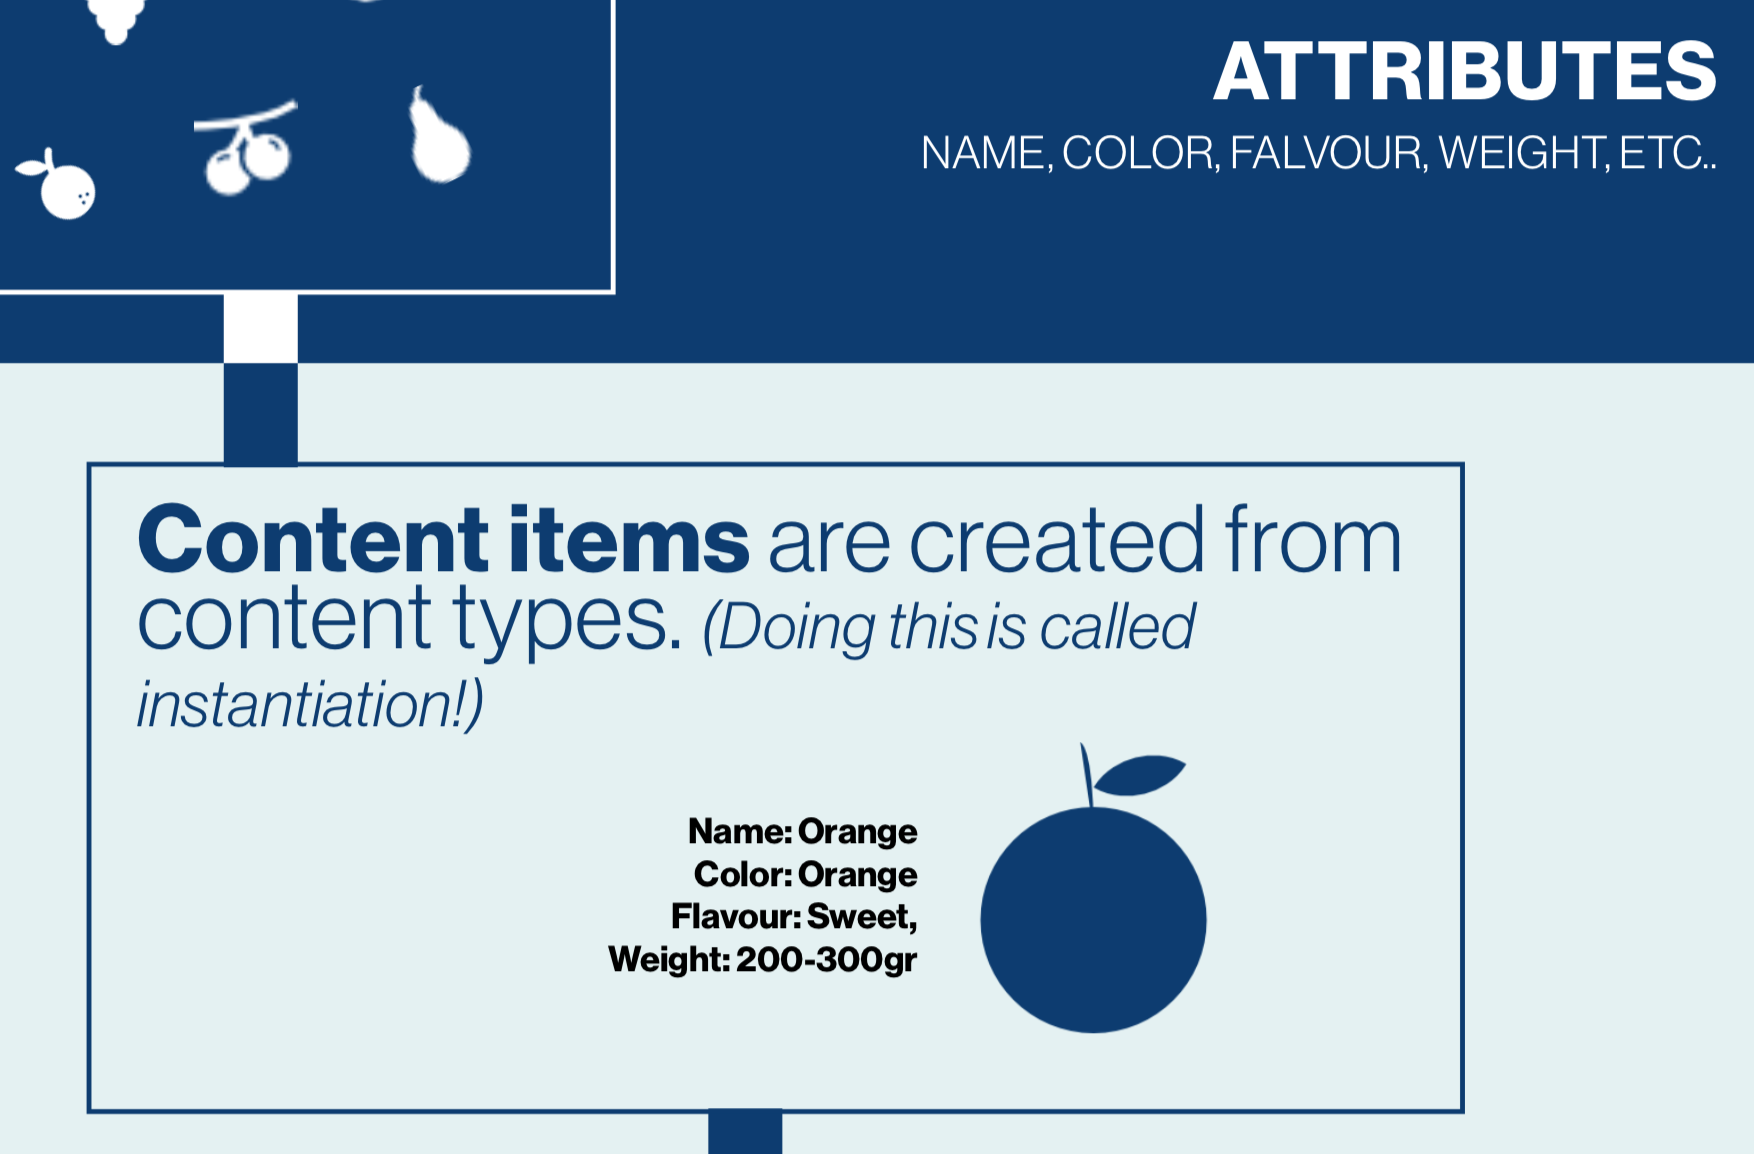 ATTRIBUTES
NAME, COLOR, FALVOUR, WEIGHT, ETC..
Content items are created from
content types. (Doing this is called
instantiation!)
Name: Orange
Color: Orange
Flavour: Sweet,
Weight: 200-300gr